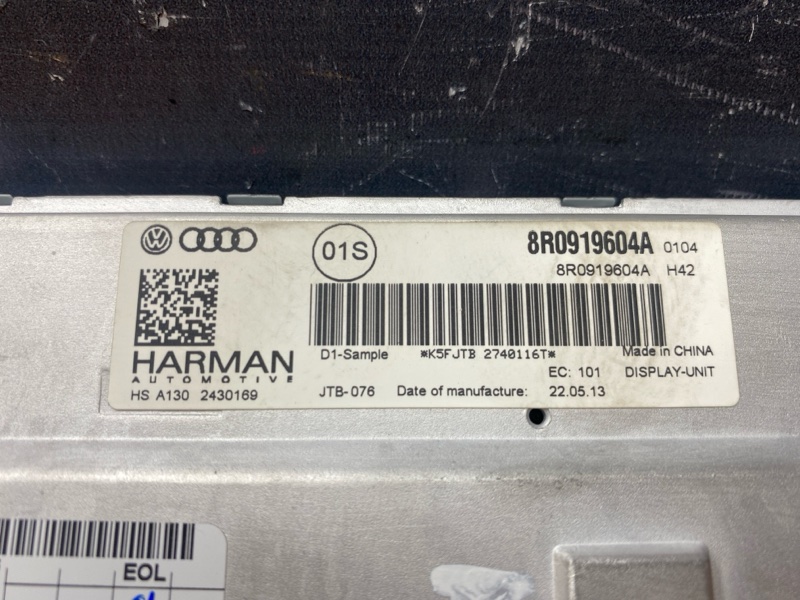 01S
8R0919604A 0104
8R0919604A H42
HARMAN
AUTOMOTIVE
HS A130 2430169
D1-Sample *K5FJTB 2740116T* Made in CHINA
EC: 101 DISPLAY-UNIT
JTB-076 Date of manufacture: 22.05.13
EOL